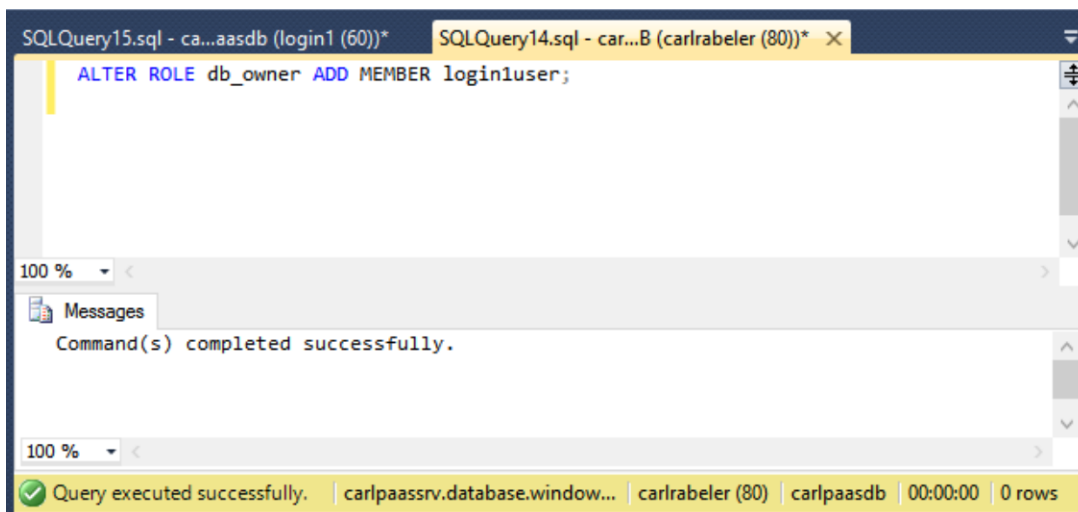 SQLQuery15.sql - ca...aasdb (login1 (60))* SQLQuery14.sql - car...B (carlrabeler (80))*
ALTER ROLE db_owner ADD MEMBER login1user;
100 %
Messages
Command(s) completed successfully.
100 %
Query executed successfully. carlpaassrv.database.window... carlrabeler (80) carlpaasdb 00:00:00 0 rows